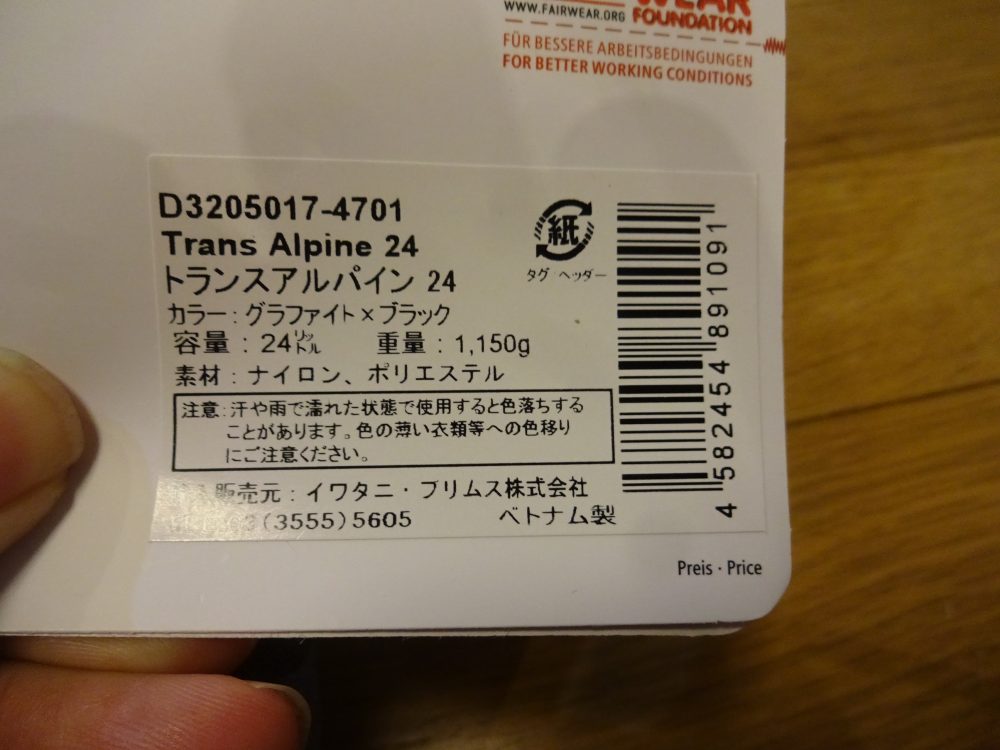 WEAR
WWW.FAIRWEAR.ORG FOUNDATION
FÜR BESSERE ARBEITSBEDINGUNGEN
FOR BETTER WORKING CONDITIONS
D3205017-4701
Trans Alpine 24
トランスアルパイン 24
カラー:グラファイト×ブラック
容量:24㍑ 重量:1,150g
素材:ナイロン、ポリエステル
注意:汗や雨で濡れた状態で使用すると色落ちする
ことがあります。色の薄い衣類等への色移り
にご注意ください。
販売元:イワタニ・プリムス株式会社
(3555)5605 ベトナム製
紙
タグ ヘッダー
4 582454 891091
Preis · Price